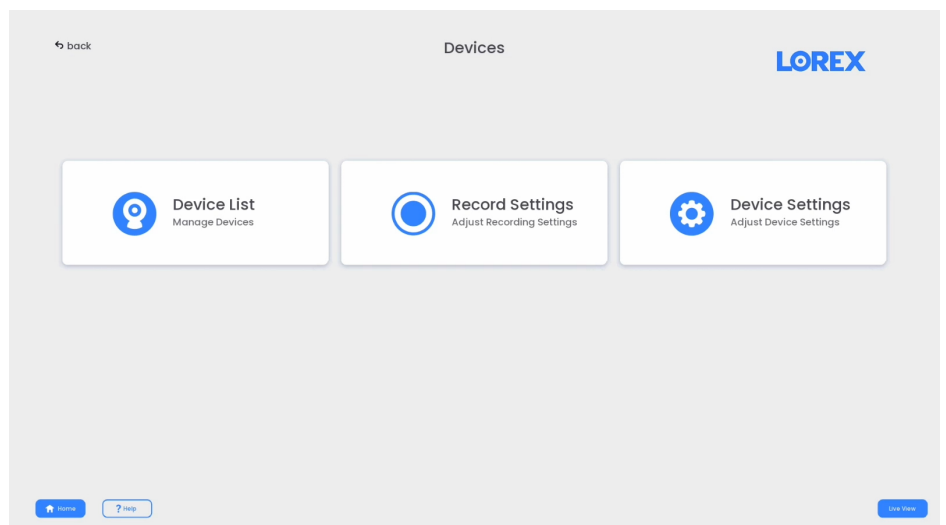 back
Devices
LOREX
Device List
Manage Devices
Record Settings
Adjust Recording Settings
Device Settings
Adjust Device Settings
Home
? Help
Live View